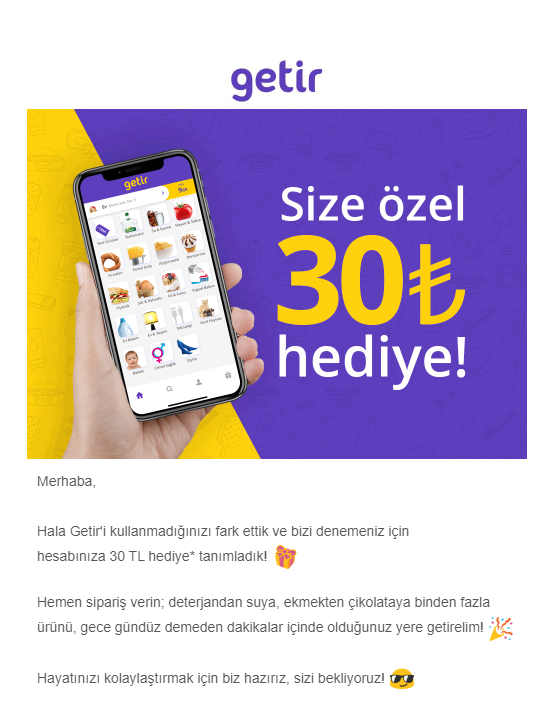 getir
getir
Size özel
30₺
hediye!
Merhaba,
Hala Getir'i kullanmadığınızı fark ettik ve bizi denemeniz için
hesabınıza 30 TL hediye* tanımladık!
Hemen sipariş verin; deterjandan suya, ekmekten çikolataya binden fazla
ürünü, gece gündüz demeden dakikalar içinde olduğunuz yere getirelim!
Hayatınızı kolaylaştırmak için biz hazırız, sizi bekliyoruz!